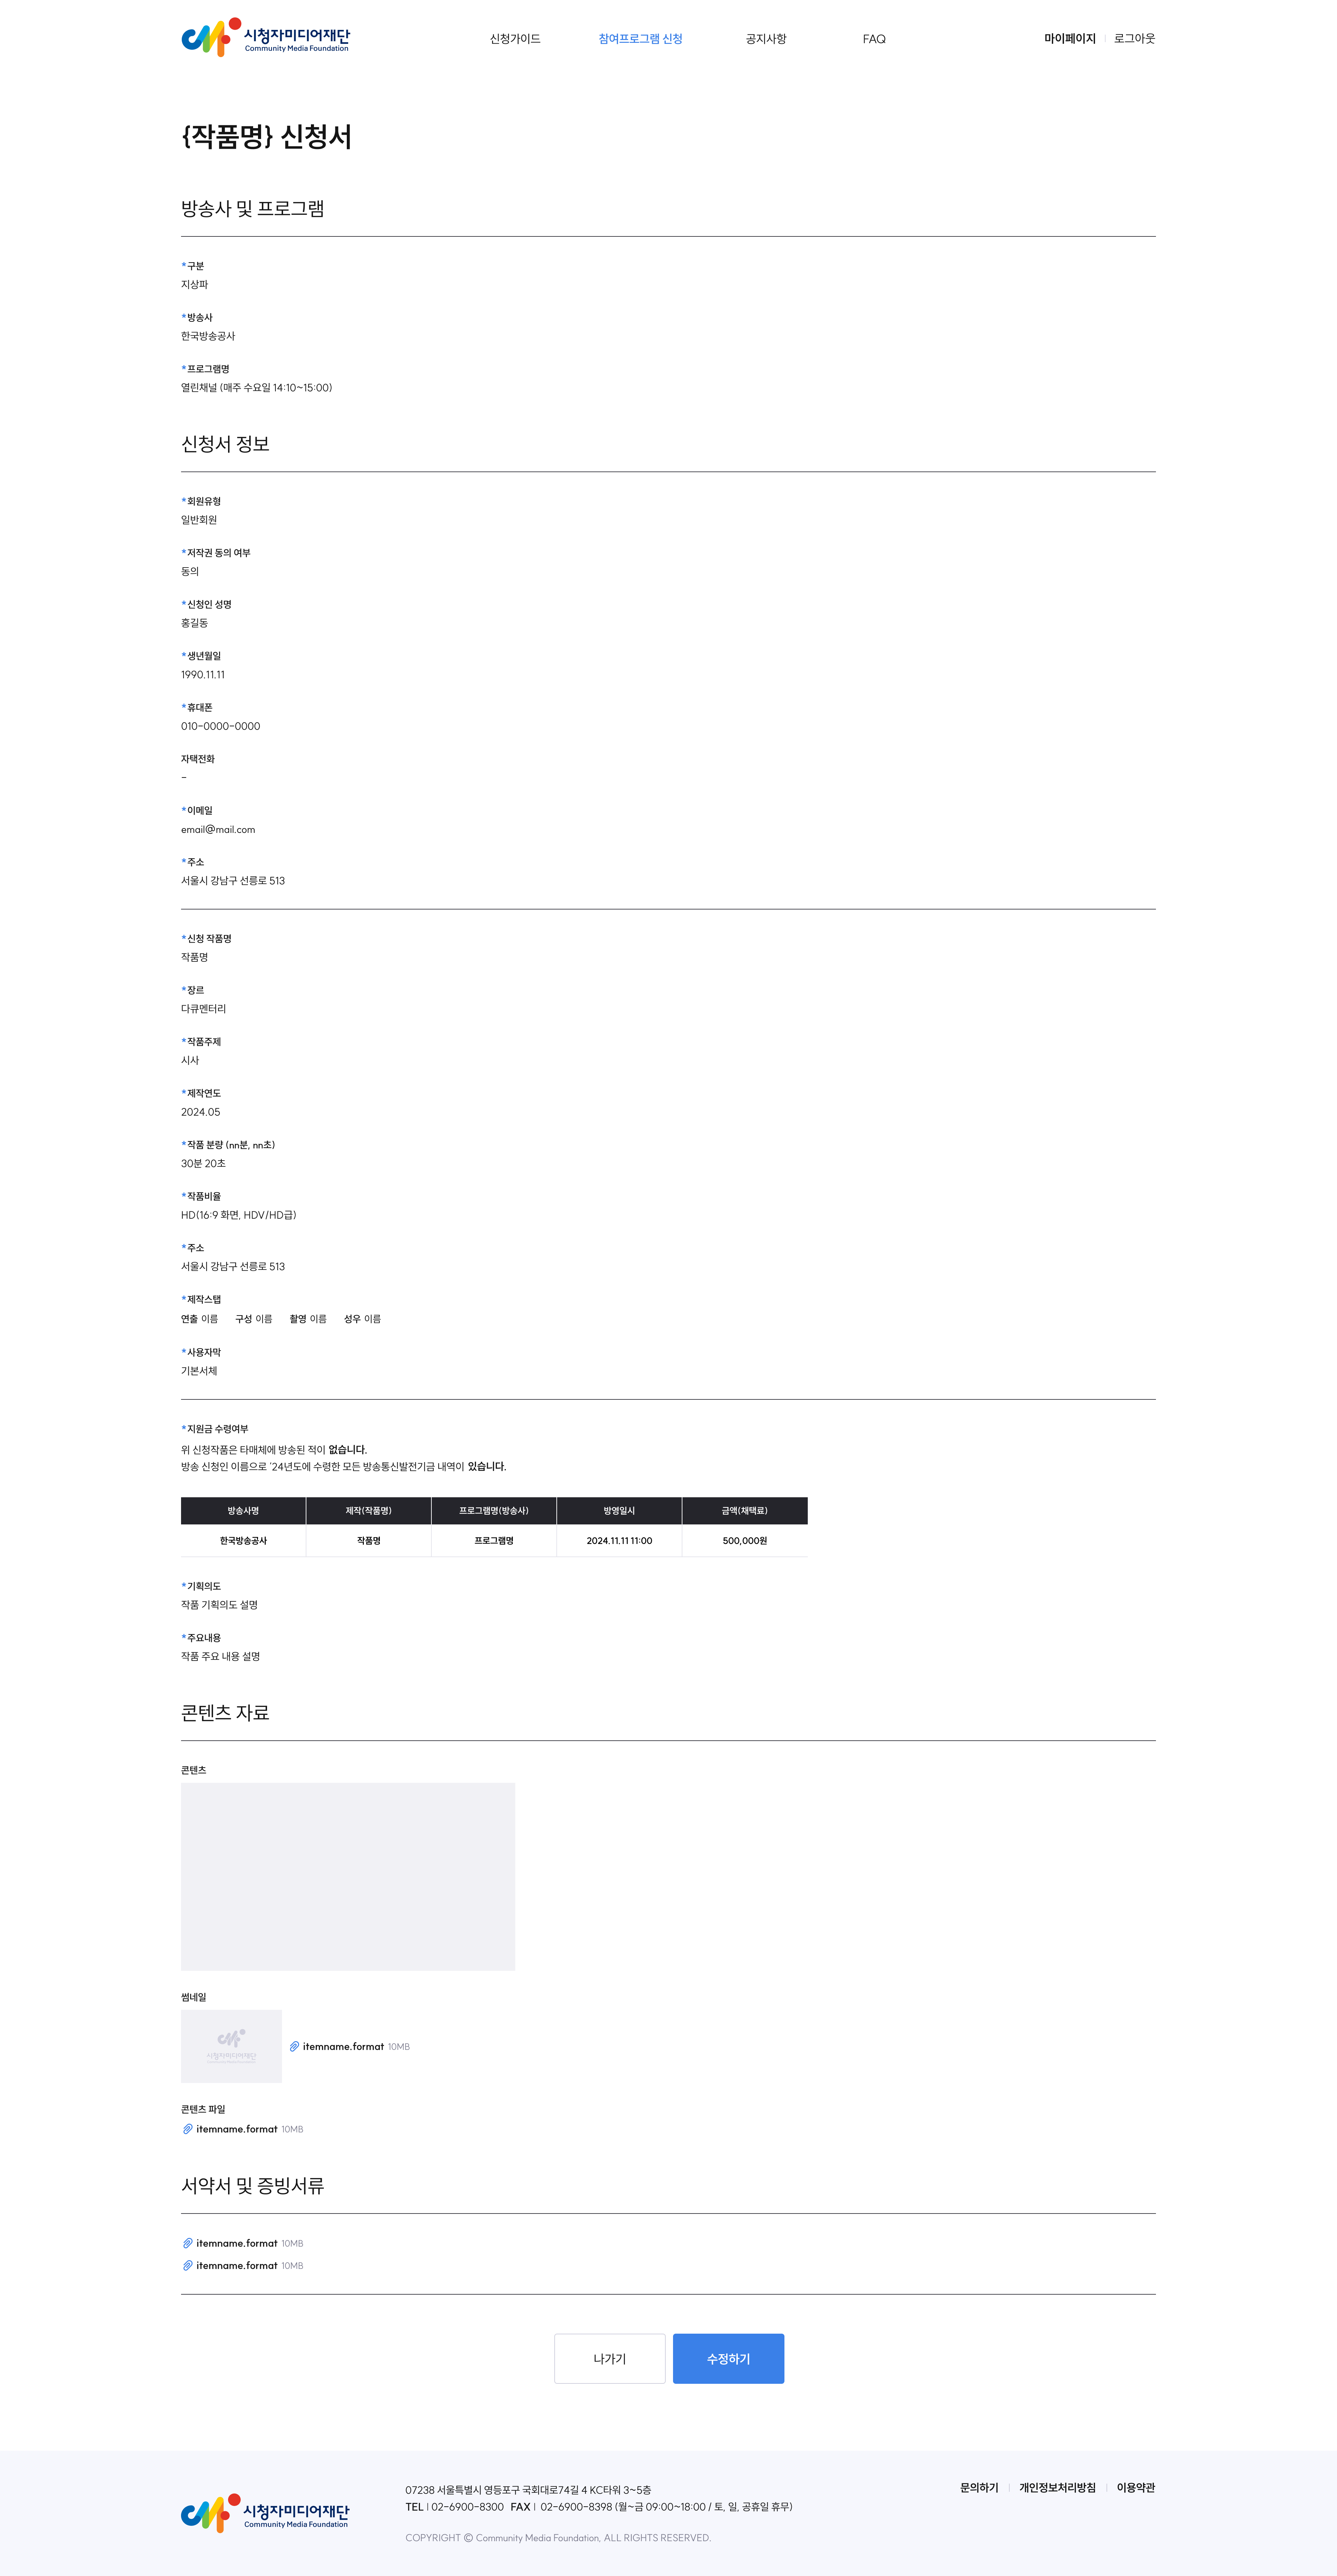 시청자미디어재단
Community Media Foundation
신청가이드 참여프로그램 신청 공지사항 FAQ 마이페이지 로그아웃
{작품명} 신청서
방송사 및 프로그램
*구분
지상파
*방송사
한국방송공사
*프로그램명
열린채널 (매주 수요일 14:10~15:00)
신청서 정보
*회원유형
일반회원
*저작권 동의 여부
동의
*신청인 성명
홍길동
*생년월일
1990.11.11
*휴대폰
010-0000-0000
자택전화
-
*이메일
email@mail.com
*주소
서울시 강남구 선릉로 513
*신청 작품명
작품명
*장르
다큐멘터리
*작품주제
시사
*제작연도
2024.05
*작품 분량 (nn분, nn초)
30분 20초
*작품비율
HD(16:9 화면, HDV/HD급)
*주소
서울시 강남구 선릉로 513
*제작스탭
연출 이름 구성 이름 촬영 이름 성우 이름
*사용자막
기본서체
*지원금 수령여부
위 신청작품은 타매체에 방송된 적이 없습니다.
방송 신청인 이름으로 '24년도에 수령한 모든 방송통신발전기금 내역이 있습니다.
방송사명 제작(작품명) 프로그램명(방송사) 방영일시 금액(채택료)
한국방송공사 작품명 프로그램명 2024.11.11 11:00 500,000원
*기획의도
작품 기획의도 설명
*주요내용
작품 주요 내용 설명
콘텐츠 자료
콘텐츠
썸네일
시청자미디어재단
Community Media Foundation
itemname.format 10MB
콘텐츠 파일
itemname.format 10MB
서약서 및 증빙서류
itemname.format 10MB
itemname.format 10MB
나가기 수정하기
시청자미디어재단
Community Media Foundation
07238 서울특별시 영등포구 국회대로74길 4 KC타워 3~5층
TEL | 02-6900-8300 FAX | 02-6900-8398 (월~금 09:00~18:00 / 토, 일, 공휴일 휴무)
COPYRIGHT © Community Media Foundation, ALL RIGHTS RESERVED.
문의하기 | 개인정보처리방침 | 이용약관